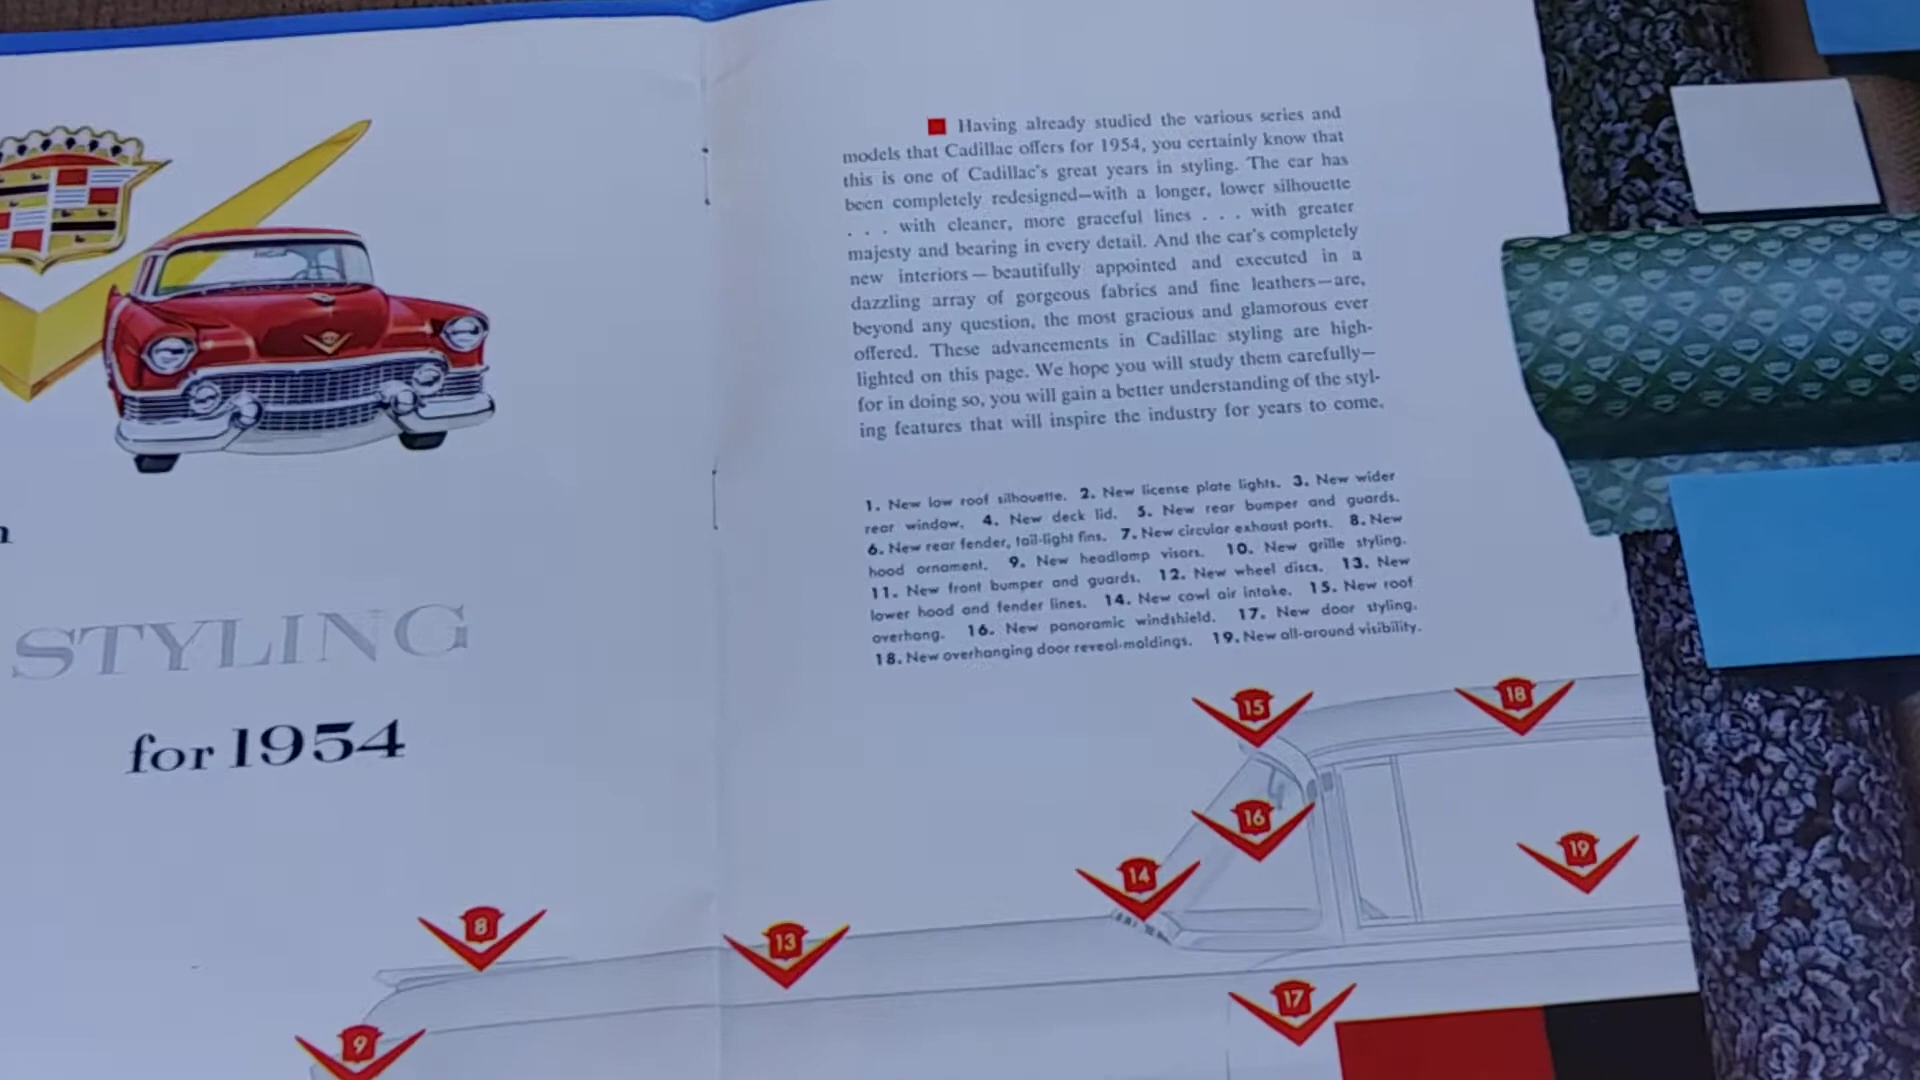 STYLING
for 1954
Having already studied the various series and
models that Cadillac offers for 1954, you certainly know that
this is one of Cadillac's great years in styling. The car has
been completely redesigned—with a longer, lower silhouette
. . . with cleaner, more graceful lines . . . with greater
majesty and bearing in every detail. And the car's completely
new interiors—beautifully appointed and executed in a
dazzling array of gorgeous fabrics and fine leathers—are,
beyond any question, the most gracious and glamorous ever
offered. These advancements in Cadillac styling are high-
lighted on this page. We hope you will study them carefully—
for in doing so, you will gain a better understanding of the styl-
ing features that will inspire the industry for years to come.
1. New low roof silhouette. 2. New license plate lights. 3. New wider
rear window. 4. New deck lid. 5. New rear bumper and guards.
6. New rear fender, tail-light fins. 7. New circular exhaust ports. 8. New
hood ornament. 9. New headlamp visors. 10. New grille styling.
11. New front bumper and guards. 12. New wheel discs. 13. New
lower hood and fender lines. 14. New cowl air intake. 15. New roof
overhang. 16. New panoramic windshield. 17. New door styling.
18. New overhanging door reveal-moldings. 19. New all-around visibility.
15
18
16
19
14
8
13
17
9